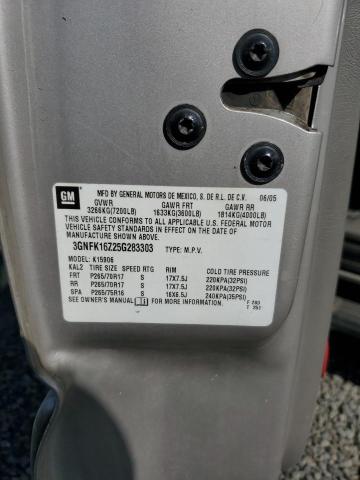 GM
MFD BY GENERAL MOTORS DE MEXICO, S. DE R.L. DE C.V. 06/05
GVWR GAWR FRT GAWR RR
3266KG(7200LB) 1633KG(3600LB) 1814KG(4000LB)
THIS VEHICLE CONFORMS TO ALL APPLICABLE U.S. FEDERAL MOTOR
VEHICLE SAFETY STANDARDS IN EFFECT ON THE DATE OF
MANUFACTURE SHOWN ABOVE.
3GNFK16Z25G283303 TYPE: M.P.V.
MODEL: K15906
KAL2 TIRE SIZE SPEED RTG RIM COLD TIRE PRESSURE
FRT P265/70R17 S 17X7.5J 220KPA(32PSI)
RR P265/70R17 S 17X7.5J 220KPA(32PSI)
SPA P265/75R16 S 16X6.5J 240KPA(35PSI)
SEE OWNER'S MANUAL FOR MORE INFORMATION.
F 280
T 351